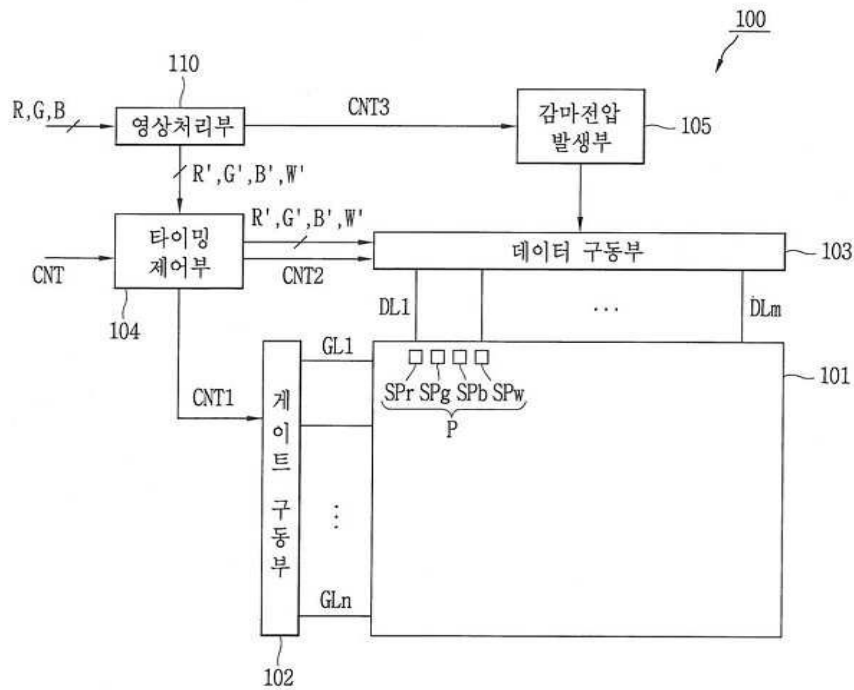 100
110
R,G,B
영상처리부
CNT3
감마전압
발생부
105
R',G',B',W'
R',G',B',W'
타이밍
제어부
CNT
CNT2
104
데이터 구동부
103
DL1
...
DLm
GL1
101
SPr SPg SPb SPw
P
CNT1
게이트 구동부
...
GLn
102